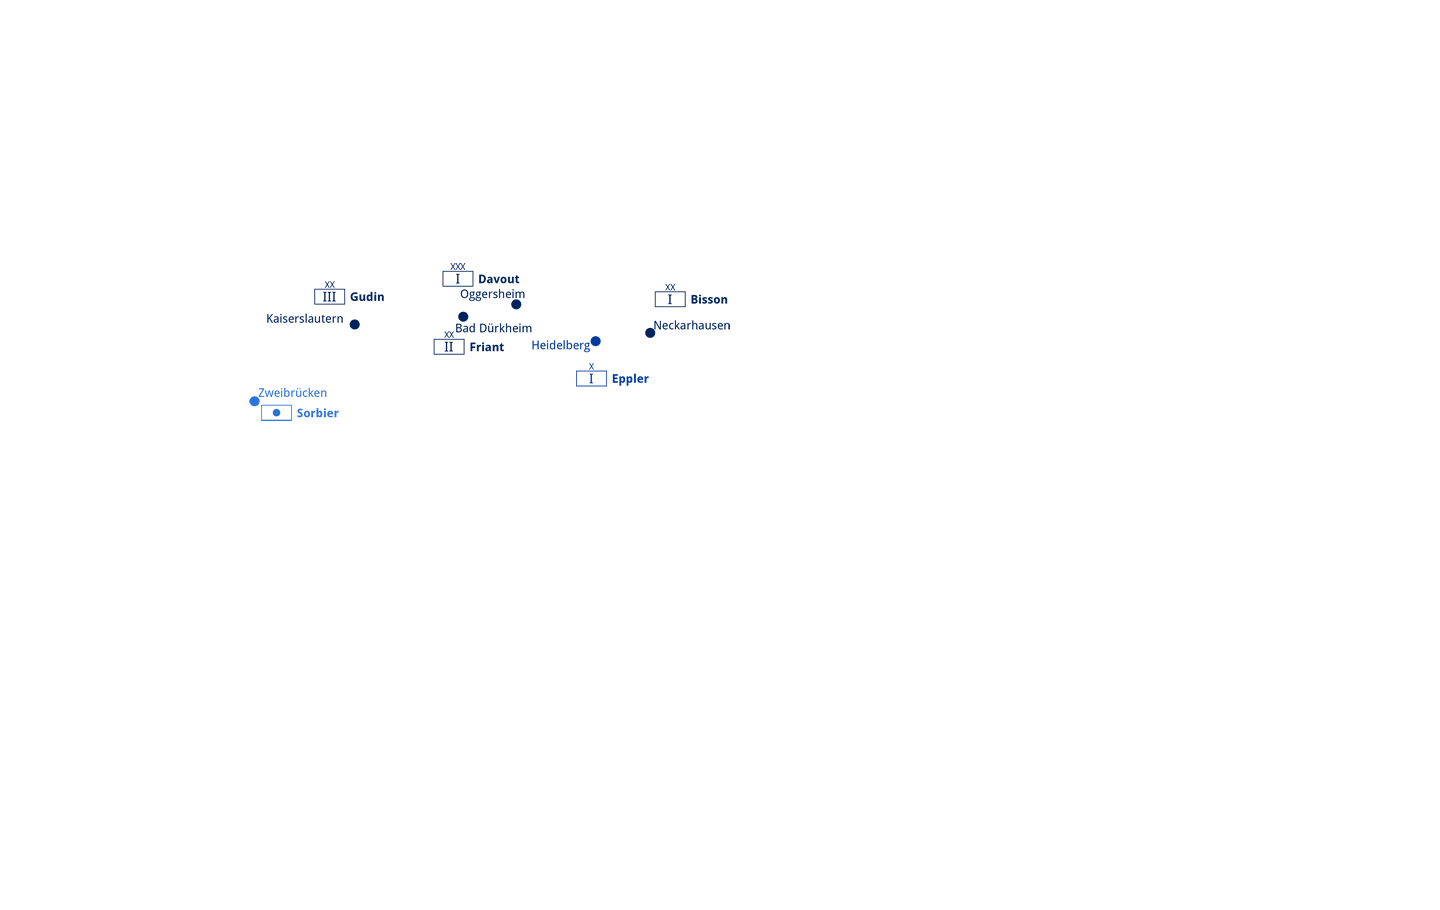 XXX
I Davout
Oggersheim
XX
III Gudin
Kaiserslautern
XX
I Bisson
Neckarhausen
Bad Dürkheim
XX
II Friant
Heidelberg
X
I Eppler
Zweibrücken
Sorbier